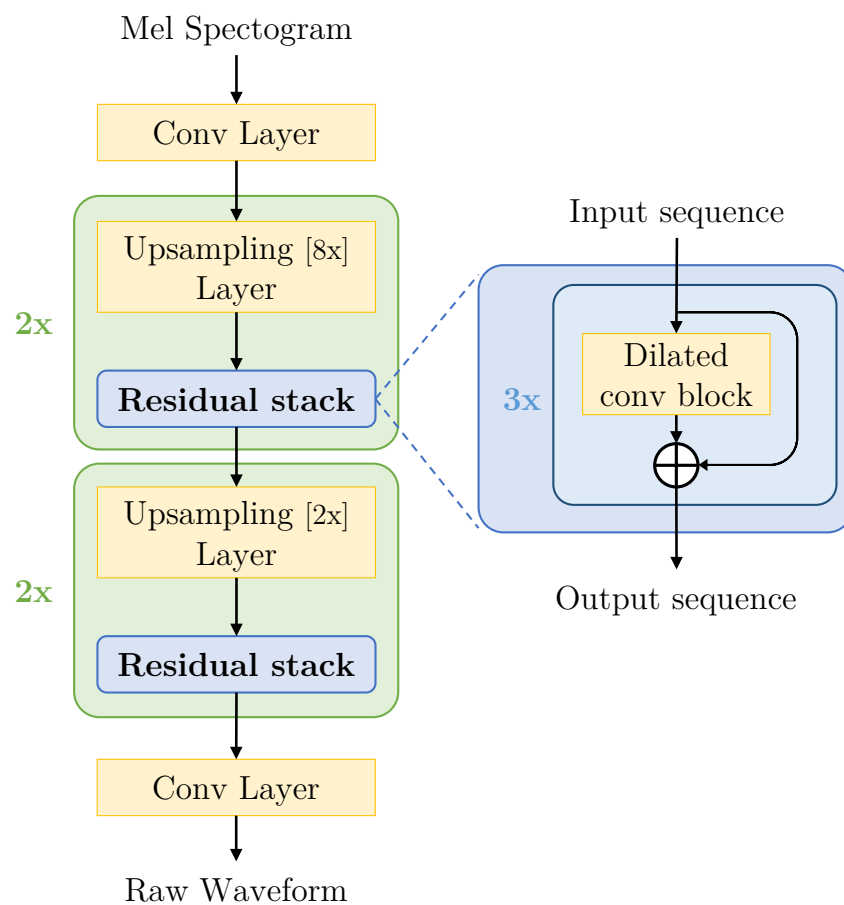 Mel Spectogram
Conv Layer
Upsampling [8x]
Layer
2x
Residual stack
Upsampling [2x]
Layer
2x
Residual stack
Conv Layer
Raw Waveform
Input sequence
Dilated
conv block
3x
Output sequence